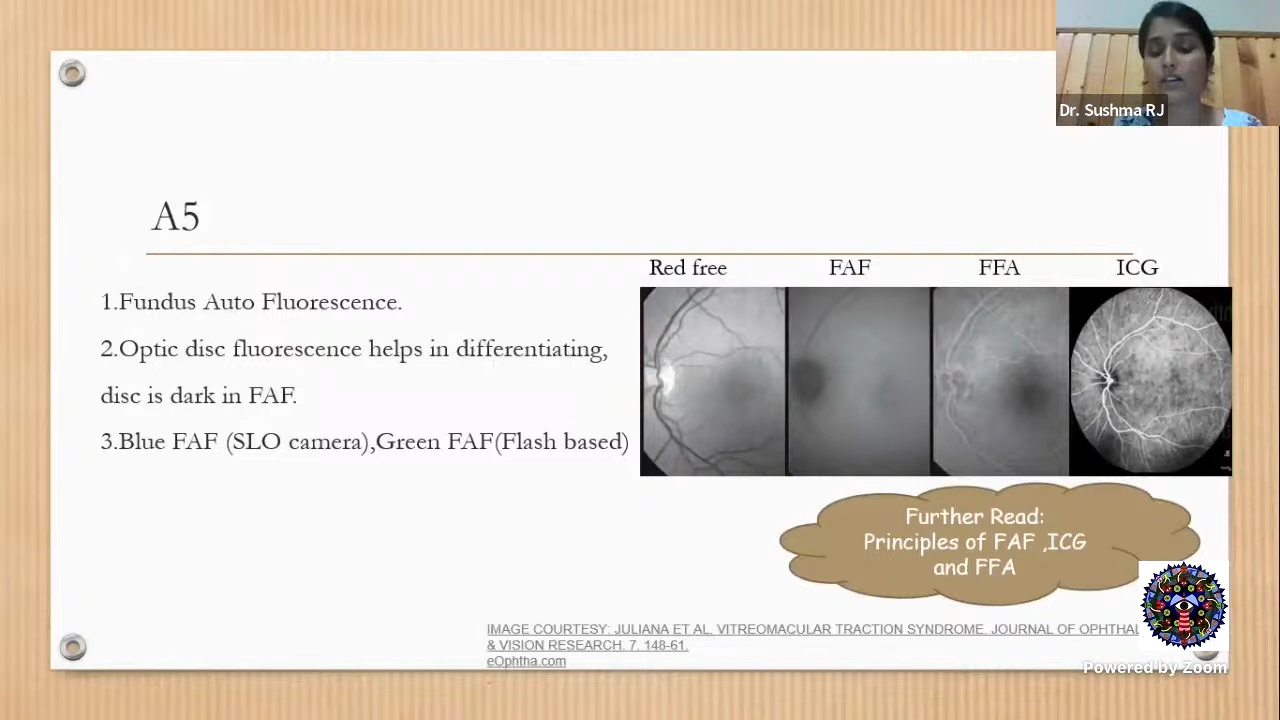 Dr. Sushma RJ
A5
Red free FAF FFA ICG
1.Fundus Auto Fluorescence.
2.Optic disc fluorescence helps in differentiating,
disc is dark in FAF.
3.Blue FAF (SLO camera),Green FAF(Flash based)
Further Read:
Principles of FAF ,ICG
and FFA
IMAGE COURTESY: JULIANA ET AL. VITREOMACULAR TRACTION SYNDROME. JOURNAL OF OPHTHAL
& VISION RESEARCH. 7. 148-61.
eOphtha.com
Powered by Zoom